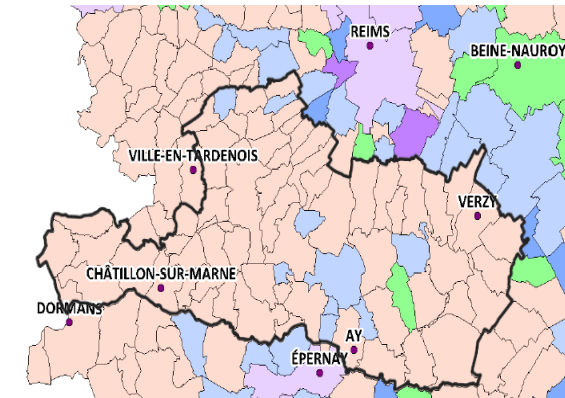 REIMS
BEINE-NAUROY
VILLE-EN-TARDENOIS
VERZY
CHÂTILLON-SUR-MARNE
DORMANS
AY
ÉPERNAY